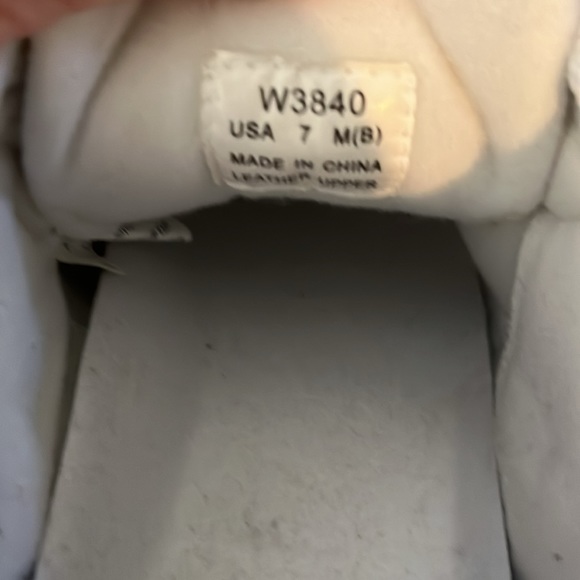 W3840
USA 7 M(B)
MADE IN CHINA
LEATHER UPPER